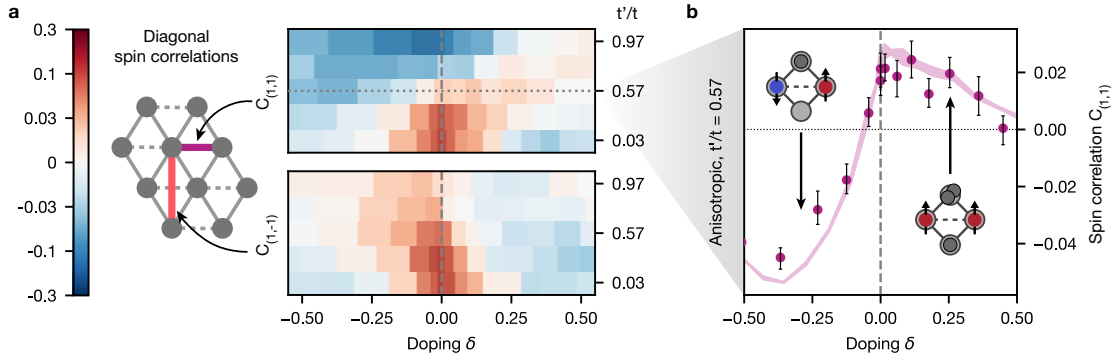 a
0.3
0.1
0.03
0
-0.03
-0.1
-0.3
Diagonal
spin correlations
C(1,1)
C(1,-1)
t'/t
0.97
0.57
0.03
0.97
0.57
0.03
−0.50
−0.25
0.00
0.25
0.50
Doping δ
b
Anisotropic, t'/t = 0.57
0.02
0.00
−0.02
−0.04
Spin correlation C(1,1)
−0.50
−0.25
0.00
0.25
0.50
Doping δ